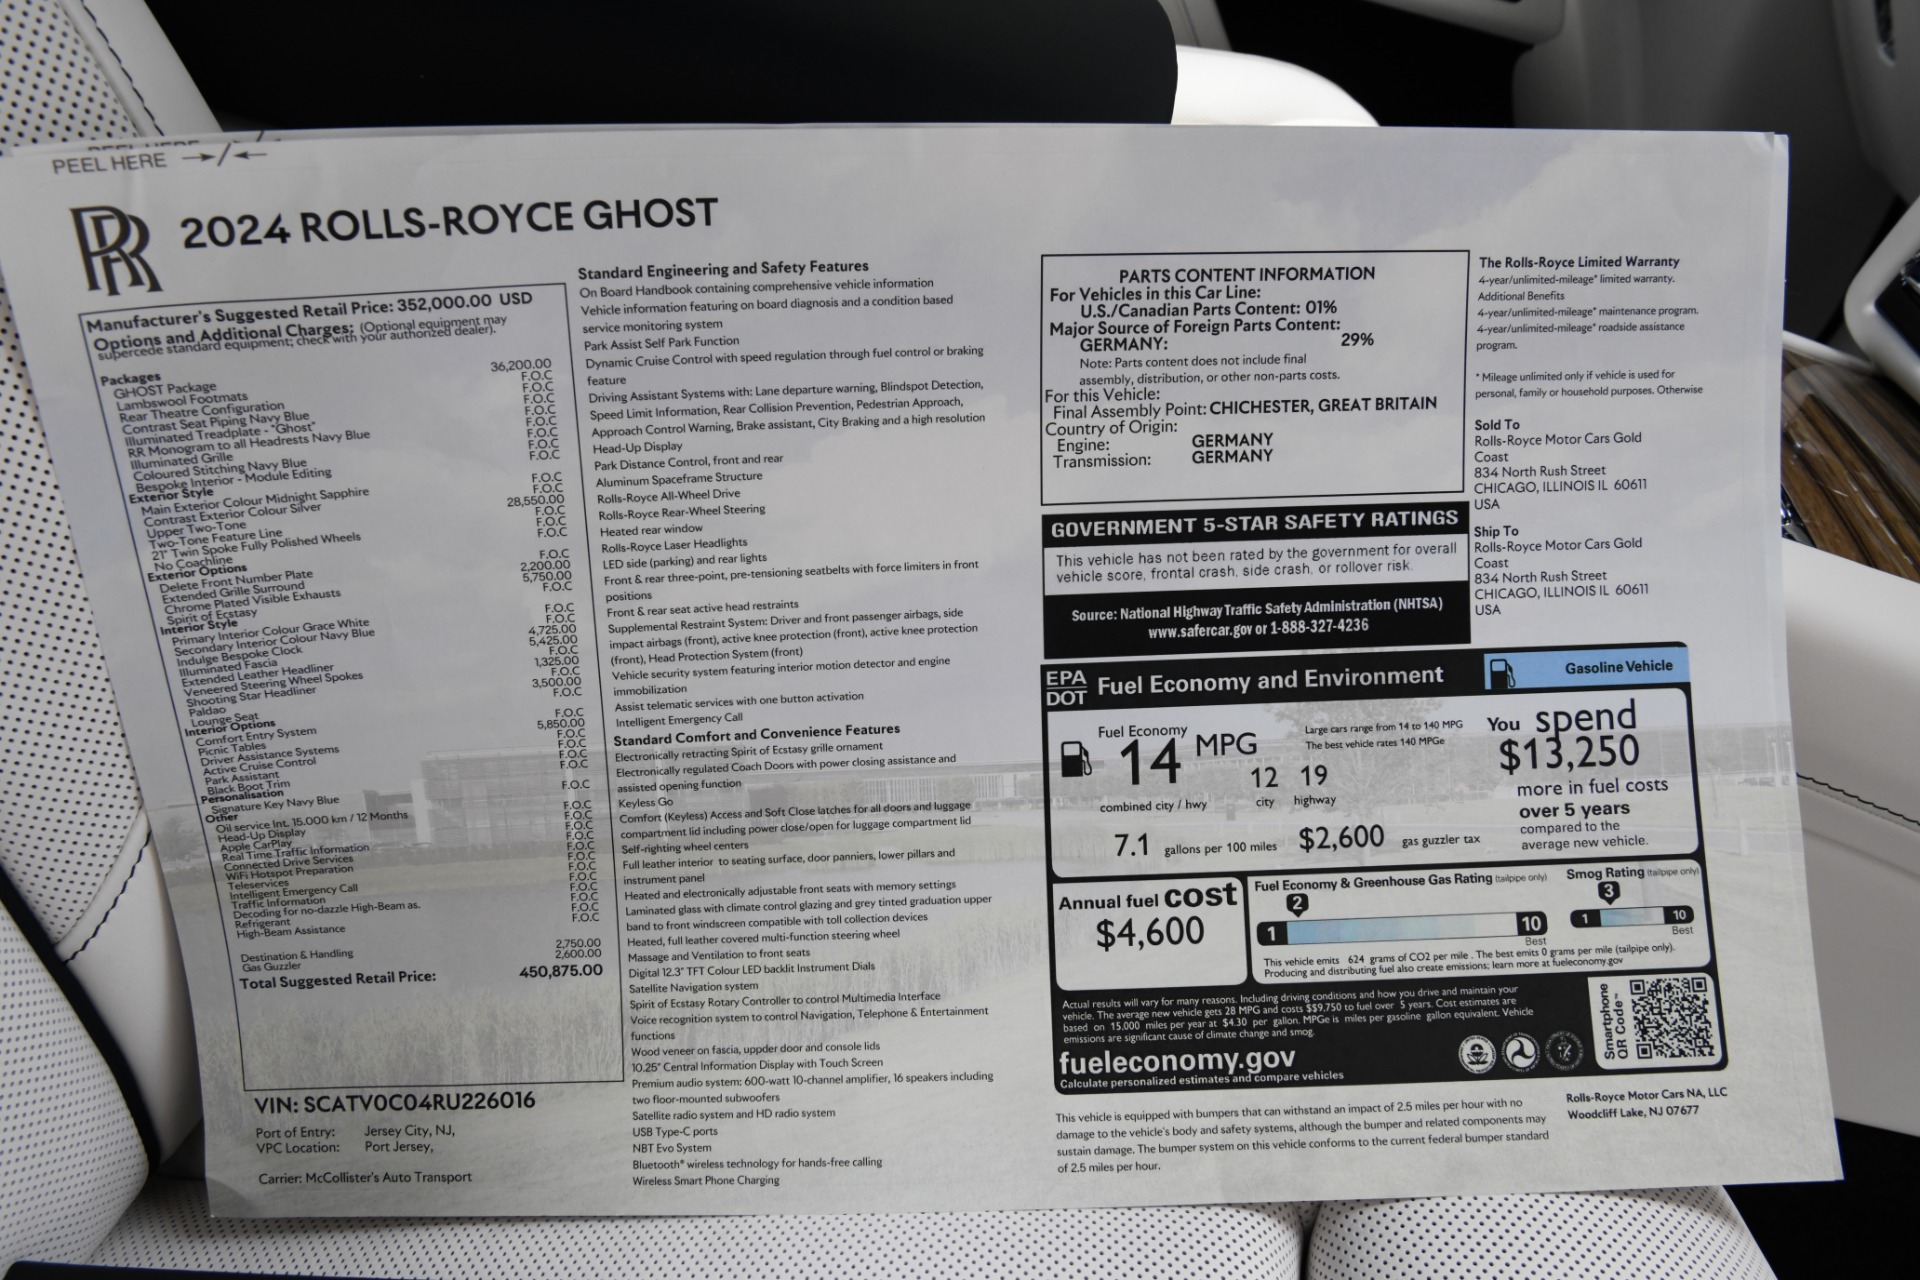 PEEL HERE →/←
RR
2024 ROLLS-ROYCE GHOST
Manufacturer's Suggested Retail Price: 352,000.00 USD
Options and Additional Charges: (Optional equipment may
supercede standard equipment; check with your authorized dealer).
Packages
GHOST Package 36,200.00
Lambswool Footmats F.O.C
Rear Theatre Configuration F.O.C
Contrast Seat Piping Navy Blue F.O.C
Illuminated Treadplate - "Ghost" F.O.C
RR Monogram to all Headrests Navy Blue F.O.C
Illuminated Grille F.O.C
Coloured Stitching Navy Blue F.O.C
Bespoke Interior - Module Editing F.O.C
Exterior Style
Main Exterior Colour Midnight Sapphire F.O.C
Contrast Exterior Colour Silver F.O.C
Upper Two-Tone 28,550.00
Two-Tone Feature Line F.O.C
21" Twin Spoke Fully Polished Wheels F.O.C
No Coachline F.O.C
Exterior Options
Delete Front Number Plate F.O.C
Extended Grille Surround 2,200.00
Chrome Plated Visible Exhausts 5,750.00
Spirit of Ecstasy F.O.C
Interior Style
Primary Interior Colour Grace White F.O.C
Secondary Interior Colour Navy Blue F.O.C
Indulge Bespoke Clock 4,725.00
Illuminated Fascia 5,425.00
Extended Leather Headliner F.O.C
Veneered Steering Wheel Spokes 1,325.00
Shooting Star Headliner F.O.C
Paldao 3,500.00
Lounge Seat F.O.C
Interior Options
Comfort Entry System F.O.C
Picnic Tables 5,850.00
Driver Assistance Systems F.O.C
Active Cruise Control F.O.C
Park Assistant F.O.C
Black Boot Trim F.O.C
Personalisation
Signature Key Navy Blue F.O.C
Other
Oil service Int. 15.000 km / 12 Months F.O.C
Head-Up Display F.O.C
Apple CarPlay F.O.C
Real Time Traffic Information F.O.C
Connected Drive Services F.O.C
WiFi Hotspot Preparation F.O.C
Teleservices F.O.C
Intelligent Emergency Call F.O.C
Traffic Information F.O.C
Decoding for no-dazzle High-Beam as. F.O.C
Refrigerant F.O.C
High-Beam Assistance F.O.C
Destination & Handling 2,750.00
Gas Guzzler 2,600.00
Total Suggested Retail Price: 450,875.00
VIN: SCATV0C04RU226016
Port of Entry: Jersey City, NJ,
VPC Location: Port Jersey,
Carrier: McCollister's Auto Transport
Standard Engineering and Safety Features
On Board Handbook containing comprehensive vehicle information
Vehicle information featuring on board diagnosis and a condition based
service monitoring system
Park Assist Self Park Function
Dynamic Cruise Control with speed regulation through fuel control or braking
feature
Driving Assistant Systems with: Lane departure warning, Blindspot Detection,
Speed Limit Information, Rear Collision Prevention, Pedestrian Approach,
Approach Control Warning, Brake assistant, City Braking and a high resolution
Head-Up Display
Park Distance Control, front and rear
Aluminum Spaceframe Structure
Rolls-Royce All-Wheel Drive
Rolls-Royce Rear-Wheel Steering
Heated rear window
Rolls-Royce Laser Headlights
LED side (parking) and rear lights
Front & rear three-point, pre-tensioning seatbelts with force limiters in front
positions
Front & rear seat active head restraints
Supplemental Restraint System: Driver and front passenger airbags, side
impact airbags (front), active knee protection (front), active knee protection
(front), Head Protection System (front)
Vehicle security system featuring interior motion detector and engine
immobilization
Assist telematic services with one button activation
Intelligent Emergency Call
Standard Comfort and Convenience Features
Electronically retracting Spirit of Ecstasy grille ornament
Electronically regulated Coach Doors with power closing assistance and
assisted opening function
Keyless Go
Comfort (Keyless) Access and Soft Close latches for all doors and luggage
compartment lid including power close/open for luggage compartment lid
Self-righting wheel centers
Full leather interior to seating surface, door panniers, lower pillars and
instrument panel
Heated and electronically adjustable front seats with memory settings
Laminated glass with climate control glazing and grey tinted graduation upper
band to front windscreen compatible with toll collection devices
Heated, full leather covered multi-function steering wheel
Massage and Ventilation to front seats
Digital 12.3" TFT Colour LED backlit Instrument Dials
Satellite Navigation system
Spirit of Ecstasy Rotary Controller to control Multimedia Interface
Voice recognition system to control Navigation, Telephone & Entertainment
functions
Wood veneer on fascia, uppder door and console lids
10.25" Central Information Display with Touch Screen
Premium audio system: 600-watt 10-channel amplifier, 16 speakers including
two floor-mounted subwoofers
Satellite radio system and HD radio system
USB Type-C ports
NBT Evo System
Bluetooth® wireless technology for hands-free calling
Wireless Smart Phone Charging
PARTS CONTENT INFORMATION
For Vehicles in this Car Line:
U.S./Canadian Parts Content: 01%
Major Source of Foreign Parts Content:
GERMANY: 29%
Note: Parts content does not include final
assembly, distribution, or other non-parts costs.
For this Vehicle:
Final Assembly Point: CHICHESTER, GREAT BRITAIN
Country of Origin:
Engine: GERMANY
Transmission: GERMANY
GOVERNMENT 5-STAR SAFETY RATINGS
This vehicle has not been rated by the government for overall
vehicle score, frontal crash, side crash, or rollover risk.
Source: National Highway Traffic Safety Administration (NHTSA)
www.safercar.gov or 1-888-327-4236
The Rolls-Royce Limited Warranty
4-year/unlimited-mileage* limited warranty.
Additional Benefits
4-year/unlimited-mileage* maintenance program.
4-year/unlimited-mileage* roadside assistance
program.
* Mileage unlimited only if vehicle is used for
personal, family or household purposes. Otherwise
Sold To
Rolls-Royce Motor Cars Gold
Coast
834 North Rush Street
CHICAGO, ILLINOIS IL 60611
USA
Ship To
Rolls-Royce Motor Cars Gold
Coast
834 North Rush Street
CHICAGO, ILLINOIS IL 60611
USA
EPA
DOT Fuel Economy and Environment
Gasoline Vehicle
Fuel Economy
14 MPG
combined city / hwy
12 city
19 highway
Large cars range from 14 to 140 MPG
The best vehicle rates 140 MPGe
7.1 gallons per 100 miles
$2,600 gas guzzler tax
You spend
$13,250
more in fuel costs
over 5 years
compared to the
average new vehicle.
Annual fuel cost
$4,600
Fuel Economy & Greenhouse Gas Rating (tailpipe only)
2
1 10
Best
Smog Rating (tailpipe only)
3
1 10
Best
This vehicle emits 624 grams of CO2 per mile . The best emits 0 grams per mile (tailpipe only).
Producing and distributing fuel also create emissions; learn more at fueleconomy.gov
Actual results will vary for many reasons. Including driving conditions and how you drive and maintain your
vehicle. The average new vehicle gets 28 MPG and costs $$9,750 to fuel over 5 years. Cost estimates are
based on 15,000 miles per year at $4.30 per gallon. MPGe is miles per gasoline gallon equivalent. Vehicle
emissions are significant cause of climate change and smog.
fueleconomy.gov
Calculate personalized estimates and compare vehicles
Smartphone
QR Code™
This vehicle is equipped with bumpers that can withstand an impact of 2.5 miles per hour with no
damage to the vehicle's body and safety systems, although the bumper and related components may
sustain damage. The bumper system on this vehicle conforms to the current federal bumper standard
of 2.5 miles per hour.
Rolls-Royce Motor Cars NA, LLC
Woodcliff Lake, NJ 07677